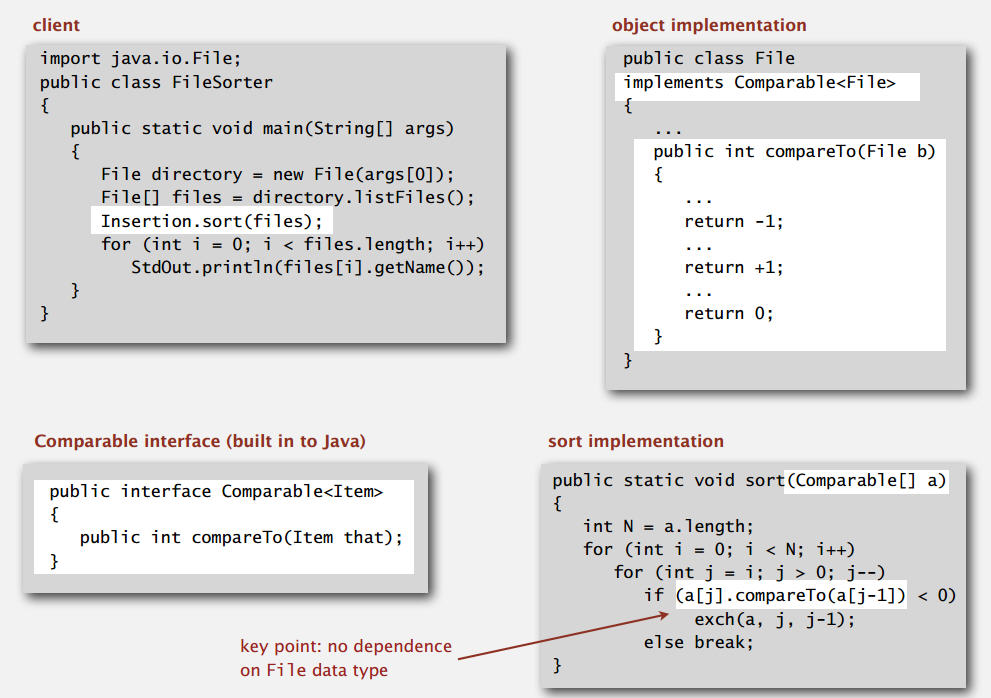 client
import java.io.File;
public class FileSorter
{
   public static void main(String[] args)
   {
      File directory = new File(args[0]);
      File[] files = directory.listFiles();
      Insertion.sort(files);
      for (int i = 0; i < files.length; i++)
         StdOut.println(files[i].getName());
   }
}
object implementation
public class File
implements Comparable<File>
{
   ...
   public int compareTo(File b)
   {
      ...
      return -1;
      ...
      return +1;
      ...
      return 0;
   }
}
Comparable interface (built in to Java)
public interface Comparable<Item>
{
   public int compareTo(Item that);
}
key point: no dependence
on File data type
sort implementation
public static void sort(Comparable[] a)
{
   int N = a.length;
   for (int i = 0; i < N; i++)
      for (int j = i; j > 0; j--)
         if (a[j].compareTo(a[j-1]) < 0)
              exch(a, j, j-1);
         else break;
}